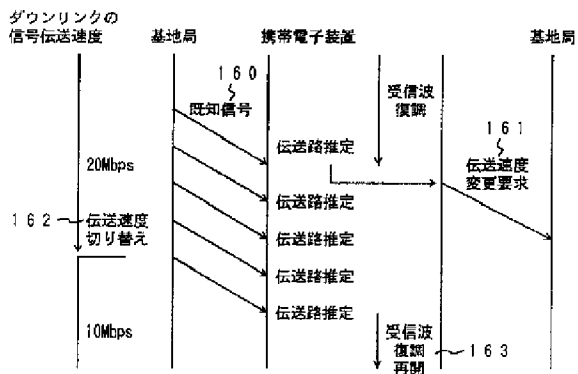 ダウンリンクの
信号伝送速度
基地局
携帯電子装置
基地局
160
既知信号
受信波
復調
161
伝送速度
変更要求
20Mbps
伝送路推定
伝送路推定
伝送路推定
伝送路推定
伝送路推定
162
伝送速度
切り替え
10Mbps
受信波
復調
再開
163